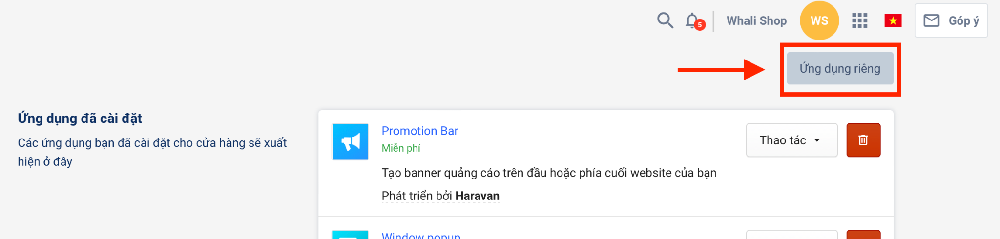 5
Whali Shop
WS
Góp ý
Ứng dụng riêng
Ứng dụng đã cài đặt
Các ứng dụng bạn đã cài đặt cho cửa hàng sẽ xuất
hiện ở đây
Promotion Bar
Miễn phí
Thao tác
Tạo banner quảng cáo trên đầu hoặc phía cuối website của bạn
Phát triển bởi Haravan
Window popup